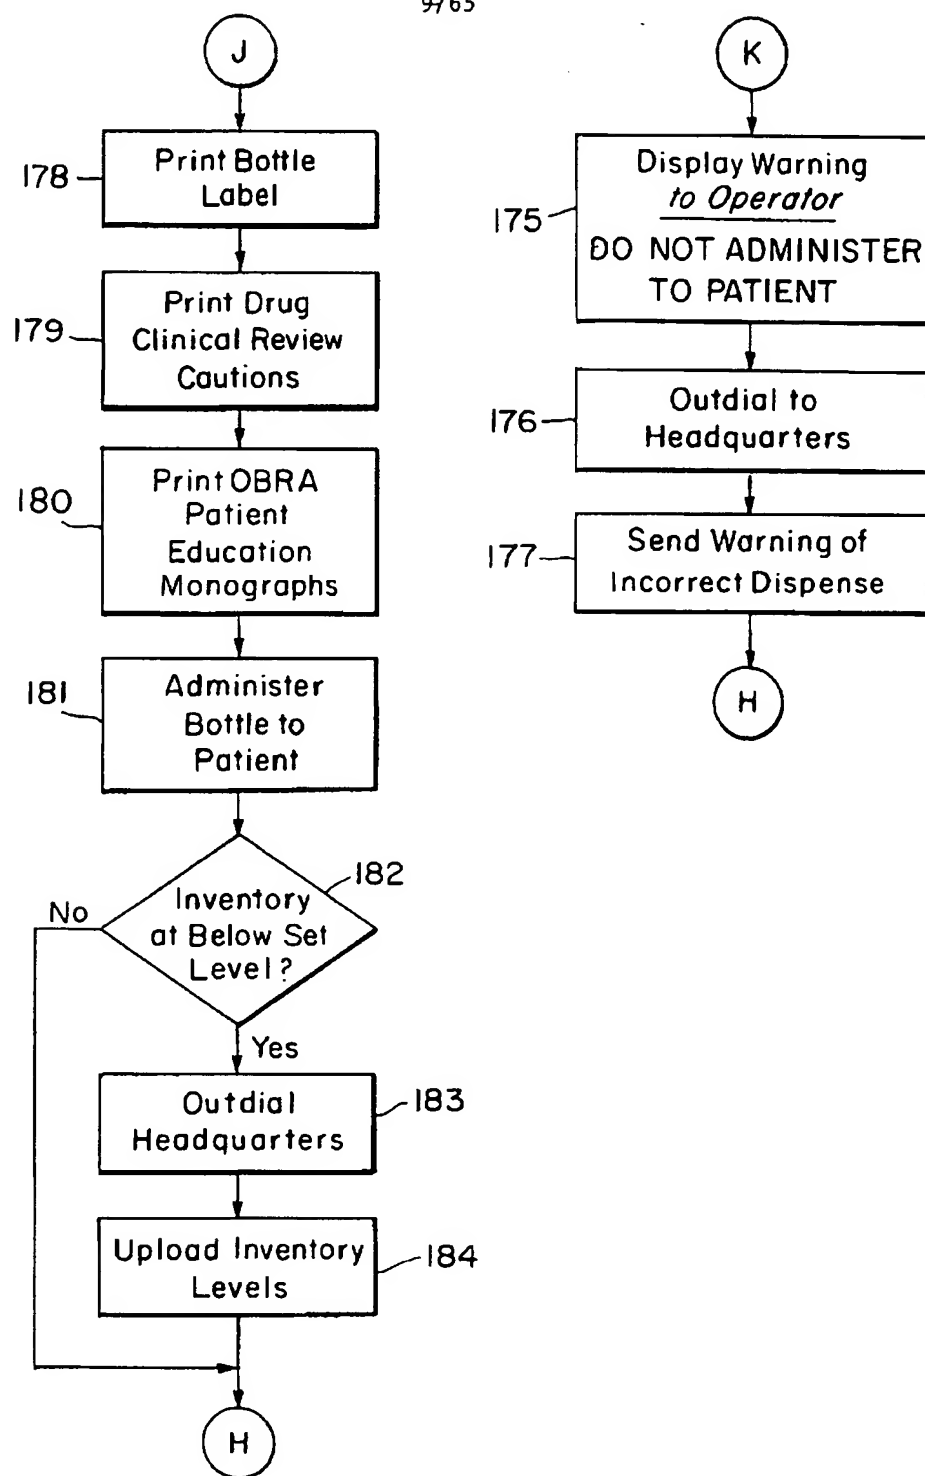 9/65
J
178
Print Bottle
Label
179
Print Drug
Clinical Review
Cautions
180
Print OBRA
Patient
Education
Monographs
181
Administer
Bottle to
Patient
182
Inventory
at Below Set
Level?
No
Yes
183
Outdial
Headquarters
184
Upload Inventory
Levels
H
K
175
Display Warning
to Operator
DO NOT ADMINISTER
TO PATIENT
176
Outdial to
Headquarters
177
Send Warning of
Incorrect Dispense
H